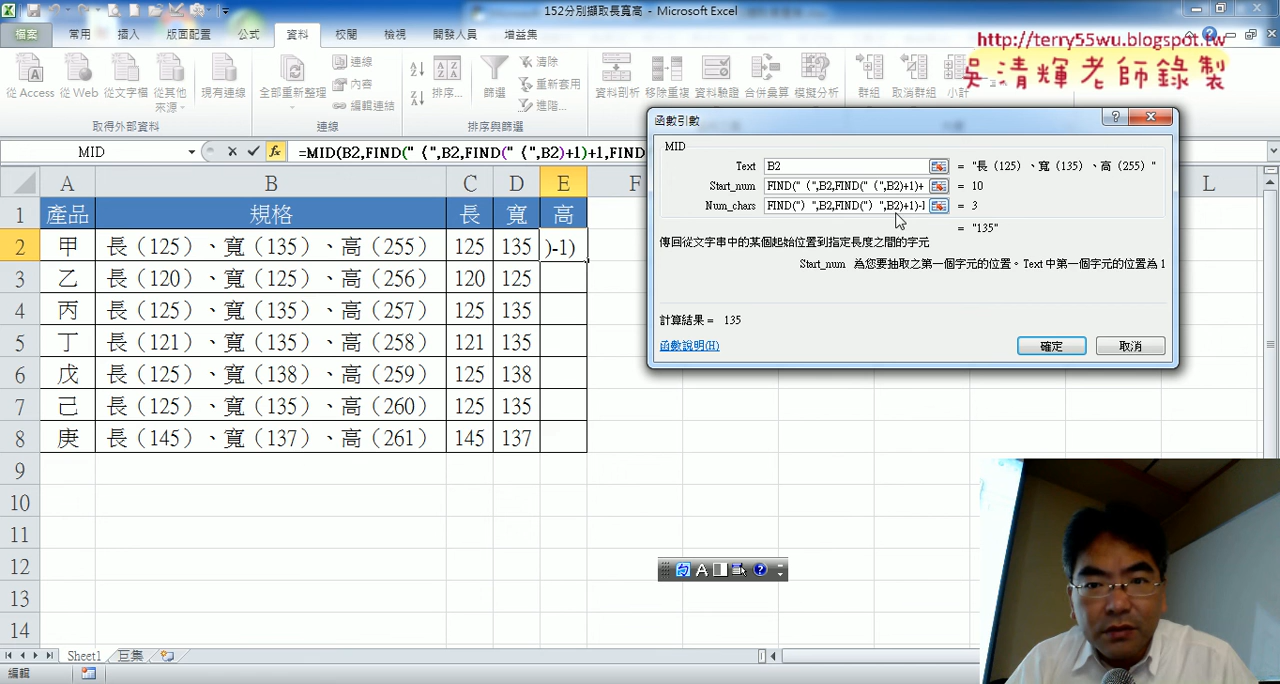 152分別擷取長寬高 - Microsoft Excel
檔案 常用 插入 版面配置 公式 資料 校閱 檢視 開發人員 增益集
http://terry55wu.blogspot.tw
吳清輝老師錄製
從 Access 從 Web 從文字檔 從其他來源 現有連線 全部重新整理 連線 內容 編輯連結 排序... 篩選 清除 重新套用 進階... 資料剖析 移除重複 資料驗證 合併彙算 模擬分析 群組 取消群組 小計
取得外部資料 連線 排序與篩選
MID =MID(B2,FIND("（",B2,FIND("（",B2)+1)+1,FIND
函數引數
MID
Text B2 = "長（125）、寬（135）、高（255）"
Start_num FIND("（",B2,FIND("（",B2)+1)+ = 10
Num_chars FIND("）",B2,FIND("）",B2)+1)-I = 3
= "135"
傳回從文字串中的某個起始位置到指定長度之間的字元
Start_num 為您要抽取之第一個字元的位置。Text 中第一個字元的位置為 1
計算結果 = 135
函數說明(H) 確定 取消
A B C D E F L
1 產品 規格 長 寬 高
2 甲 長（125）、寬（135）、高（255） 125 135 )-1)
3 乙 長（120）、寬（125）、高（256） 120 125
4 丙 長（125）、寬（135）、高（257） 125 135
5 丁 長（121）、寬（135）、高（258） 121 135
6 戊 長（125）、寬（138）、高（259） 125 138
7 己 長（125）、寬（135）、高（260） 125 135
8 庚 長（145）、寬（137）、高（261） 145 137
9
10
11
12
13
14
Sheet1 巨集
編輯